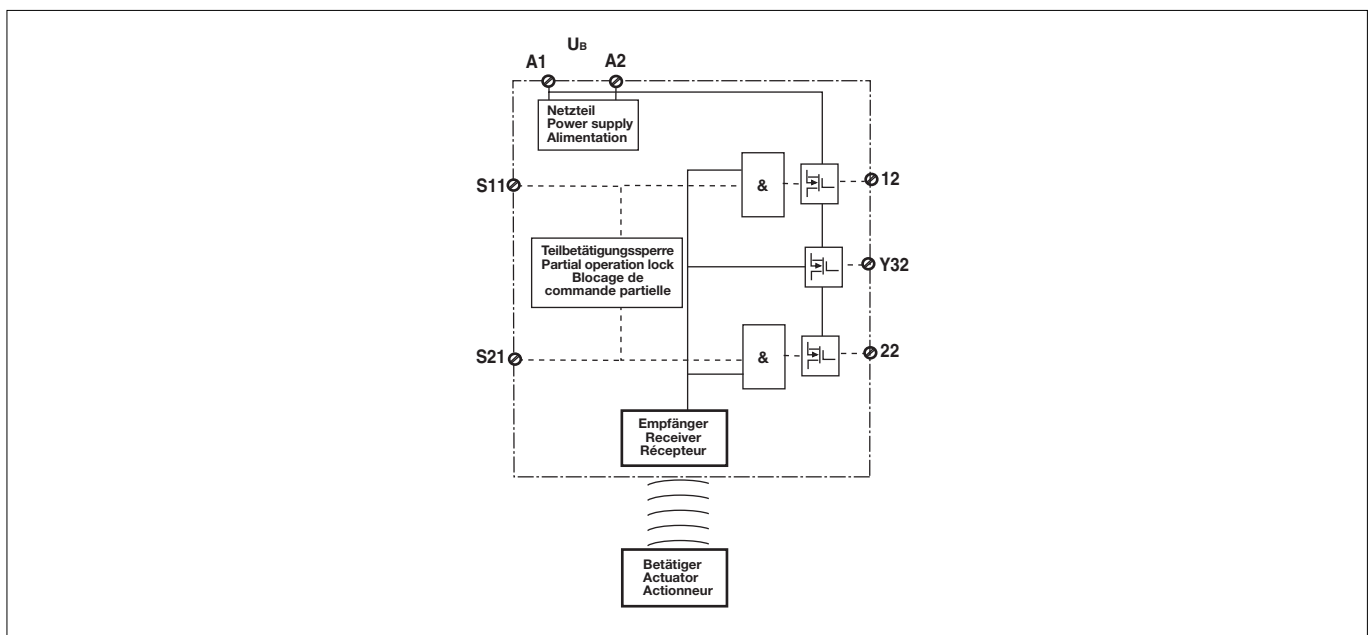 UB
A1 A2
Netzteil
Power supply
Alimentation
S11
&
12
Teilbetätigungssperre
Partial operation lock
Blocage de
commande partielle
Y32
S21
&
22
Empfänger
Receiver
Récepteur
Betätiger
Actuator
Actionneur